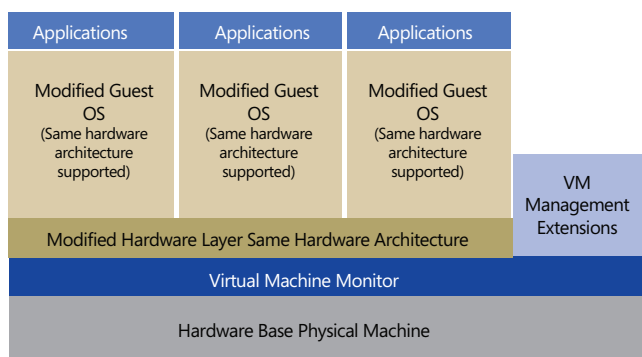 Applications
Applications
Applications
Modified Guest
OS
(Same hardware
architecture
supported)
Modified Guest
OS
(Same hardware
architecture
supported)
Modified Guest
OS
(Same hardware
architecture
supported)
VM
Management
Extensions
Modified Hardware Layer Same Hardware Architecture
Virtual Machine Monitor
Hardware Base Physical Machine